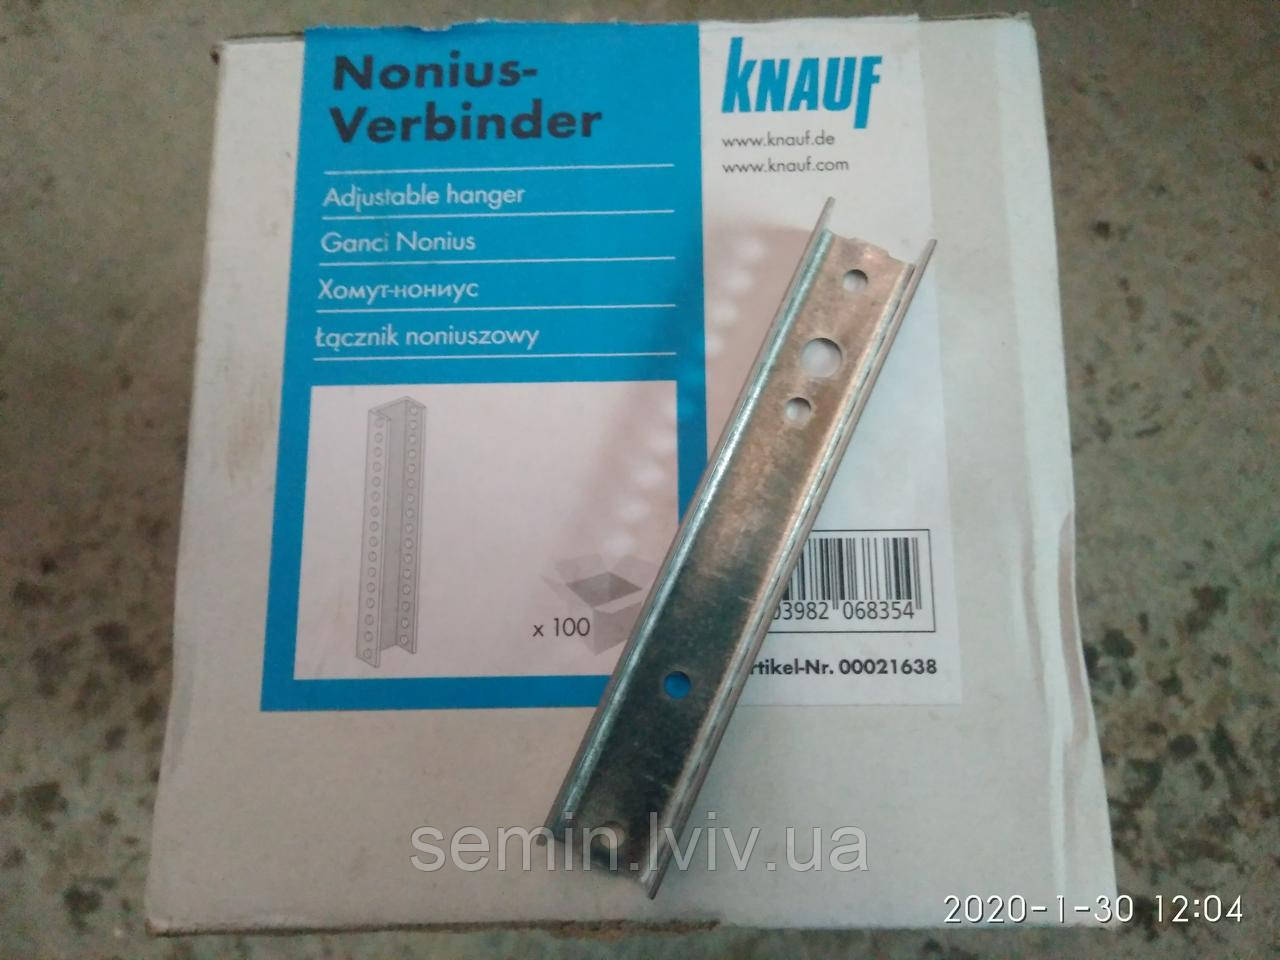 Nonius-
Verbinder
Adjustable hanger
Ganci Nonius
Хомут-нониус
Łącznik noniuszowy
x 100
KNAUF
www.knauf.de
www.knauf.com
03982 068354
rtikel-Nr. 00021638
semin.lviv.ua
2020-1-30 12:04